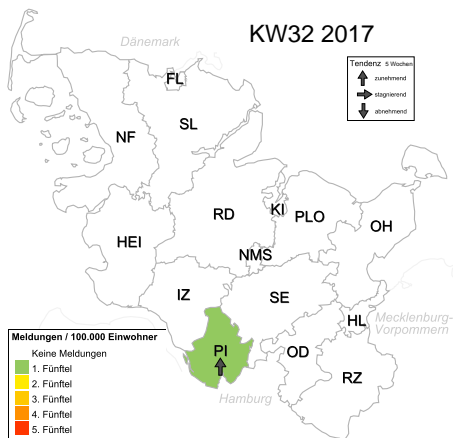 KW32 2017
Dänemark
Tendenz 5 Wochen
zunehmend
stagnierend
abnehmend
FL
SL
NF
RD
KI
PLO
OH
HEI
NMS
IZ
SE
HL
Mecklenburg-
Vorpommern
PI
OD
RZ
Hamburg
Meldungen / 100.000 Einwohner
Keine Meldungen
1. Fünftel
2. Fünftel
3. Fünftel
4. Fünftel
5. Fünftel